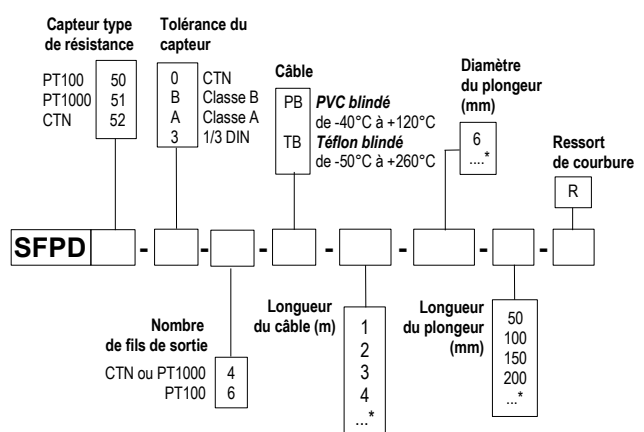 Capteur type
de résistance
PT100 50
PT1000 51
CTN 52
Tolérance du
capteur
0 CTN
B Classe B
A Classe A
3 1/3 DIN
Câble
PB PVC blindé
de -40°C à +120°C
TB Téflon blindé
de -50°C à +260°C
Diamètre
du plongeur
(mm)
6
....*
Ressort
de courbure
R
SFPD - - - - - - -
Nombre
de fils de sortie
CTN ou PT1000 4
PT100 6
Longueur
du câble (m)
1
2
3
4
...*
Longueur
du plongeur
(mm)
50
100
150
200
...*